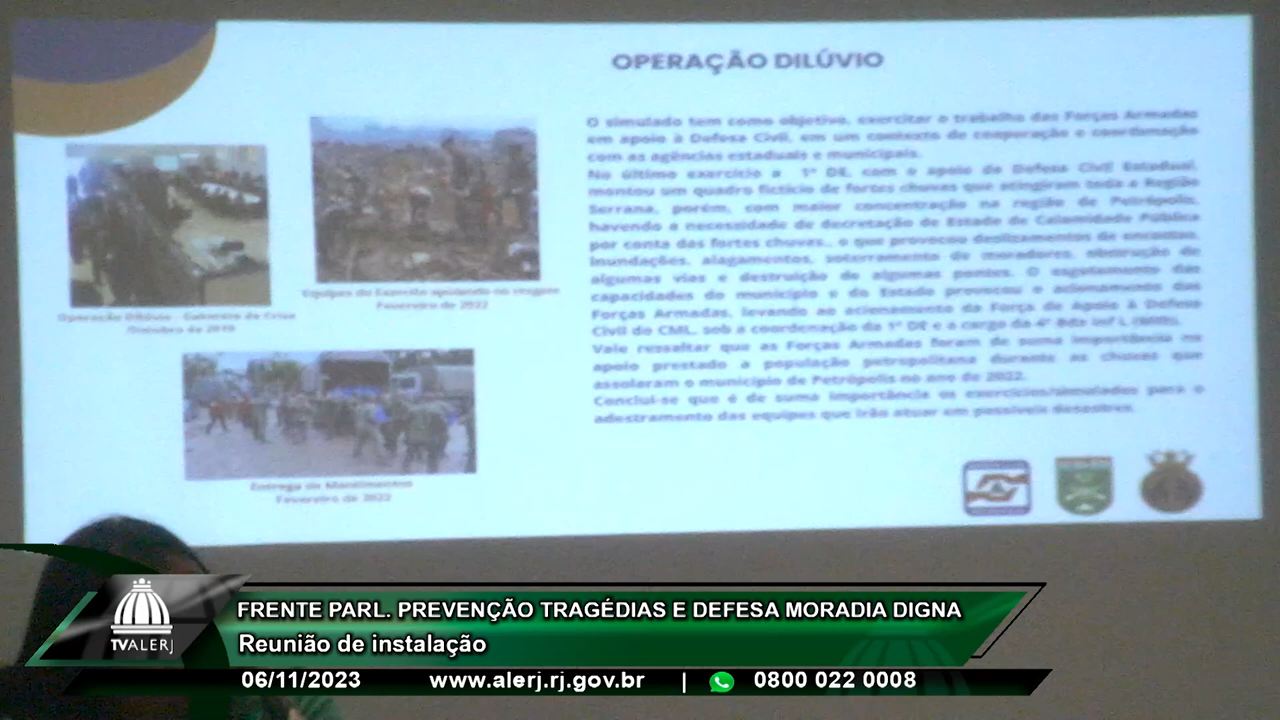 OPERAÇÃO DILÚVIO
O simulado tem como objetivo, exercitar o trabalho das Forças Armadas
em apoio à Defesa Civil, em um contexto de cooperação e coordenação
com as agências estaduais e municipais.
No último exercício a 1ª DE, com o apoio da Defesa Civil Estadual,
montou um quadro fictício de fortes chuvas que atingiram toda a Região
Serrana, porém, com maior concentração na região de Petrópolis,
havendo a necessidade de decretação de Estado de Calamidade Pública
por conta das fortes chuvas., o que provocou deslizamentos de encostas,
inundações, alagamentos, soterramento de moradores, obstrução de
algumas vias e destruição de algumas pontes. O esgotamento das
capacidades do município e do Estado provocou o acionamento das
Forças Armadas, levando ao acionamento da Força de Apoio à Defesa
Civil do CML, sob a coordenação da 1ª DE e a cargo da 4ª Bda Inf L (Mth).
Vale ressaltar que as Forças Armadas foram de suma importância no
apoio prestado a população petropolitana durante as chuvas que
assolaram o município de Petrópolis no ano de 2022.
Conclui-se que é de suma importância os exercícios/simulados para o
adestramento das equipes que irão atuar em possíveis desastres.
Operação Dilúvio - Gabinete de Crise
Outubro de 2019
Equipes do Exército apoiando no resgate
Fevereiro de 2022
Entrega de Mantimentos
Fevereiro de 2022
FRENTE PARL. PREVENÇÃO TRAGÉDIAS E DEFESA MORADIA DIGNA
Reunião de instalação
TVALERJ
06/11/2023 www.alerj.rj.gov.br | 0800 022 0008